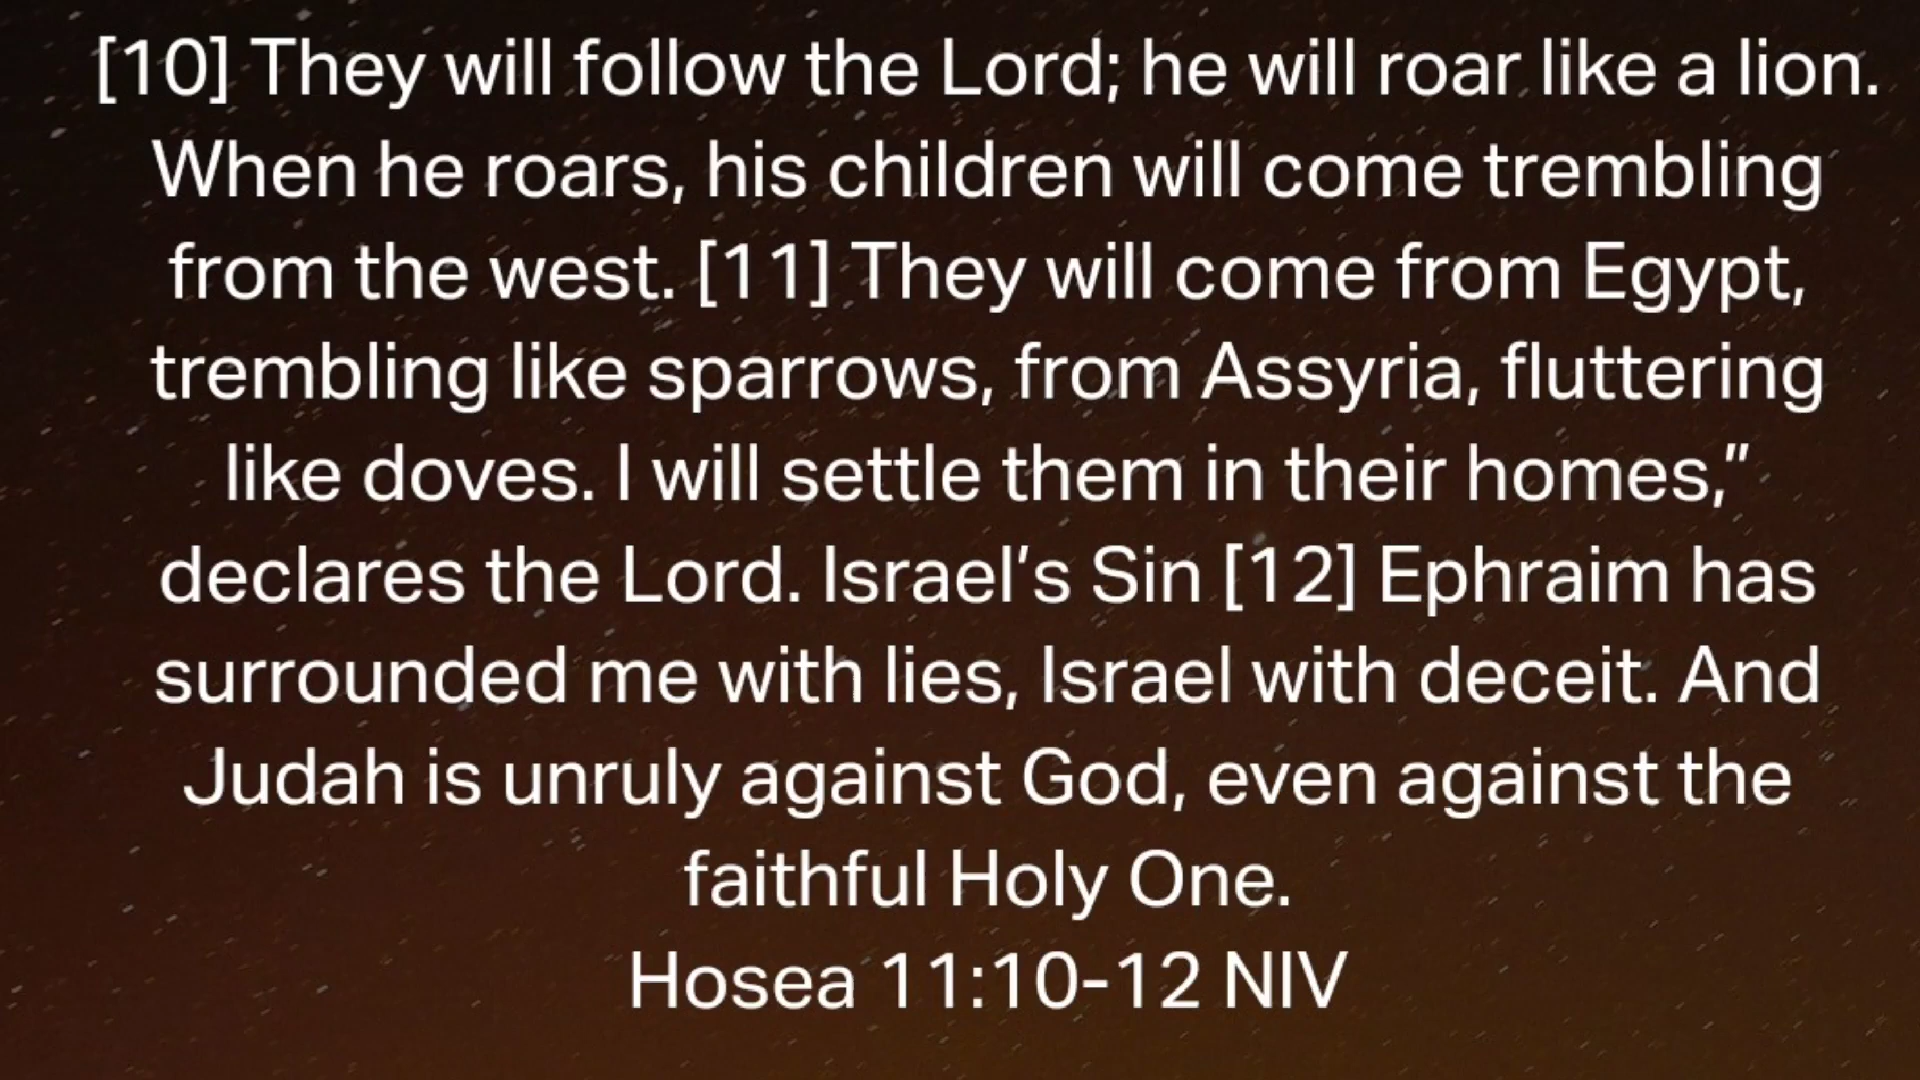 [10] They will follow the Lord; he will roar like a lion.
When he roars, his children will come trembling
from the west. [11] They will come from Egypt,
trembling like sparrows, from Assyria, fluttering
like doves. I will settle them in their homes,”
declares the Lord. Israel’s Sin [12] Ephraim has
surrounded me with lies, Israel with deceit. And
Judah is unruly against God, even against the
faithful Holy One.
Hosea 11:10-12 NIV